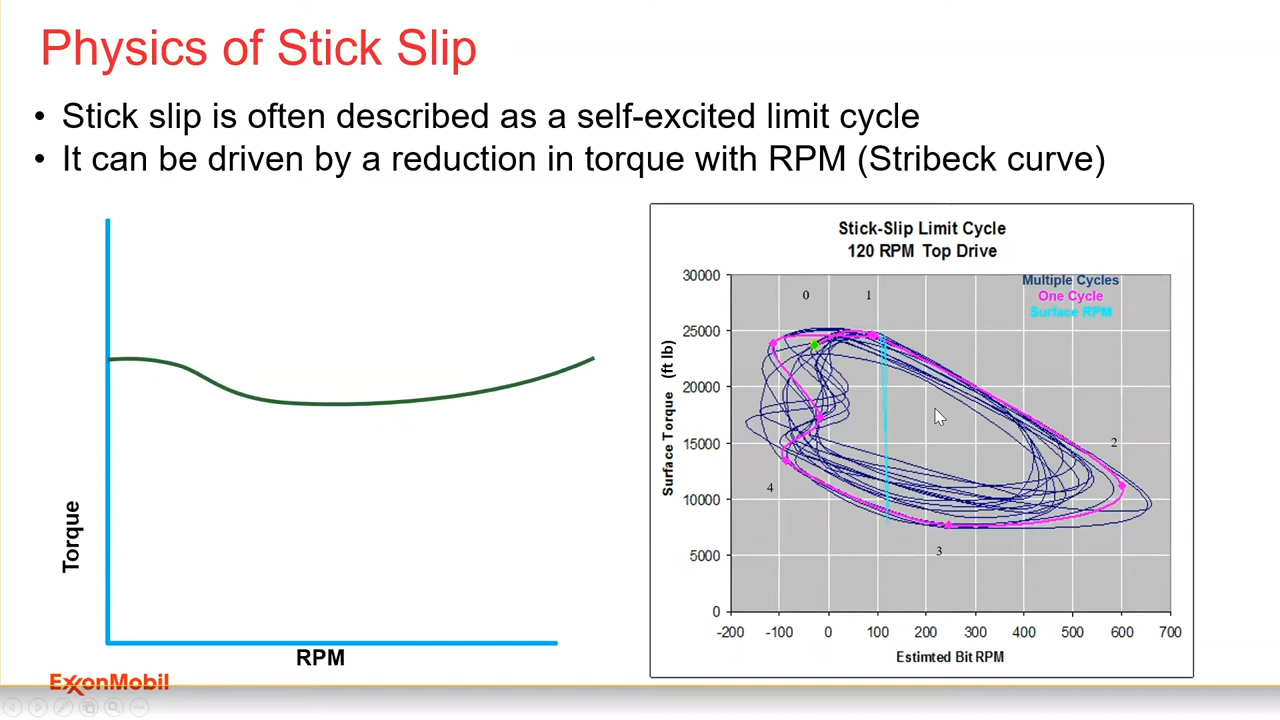 Physics of Stick Slip
• Stick slip is often described as a self-excited limit cycle
• It can be driven by a reduction in torque with RPM (Stribeck curve)
Torque
RPM
Stick-Slip Limit Cycle
120 RPM Top Drive
Multiple Cycles
One Cycle
Surface RPM
0
1
2
3
4
30000
25000
20000
15000
10000
5000
0
Surface Torque (ft lb)
-200 -100 0 100 200 300 400 500 600 700
Estimted Bit RPM
ExxonMobil